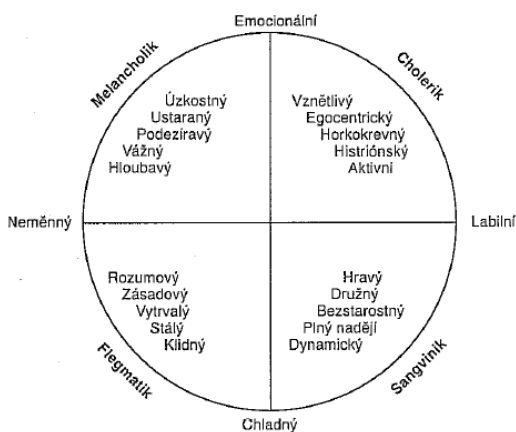 Emocionální
Melancholik
Cholerik
Úzkostný
Ustaraný
Podezíravý
Vážný
Hloubavý
Vznětlivý
Egocentrický
Horkokrevný
Histriónský
Aktivní
Neměnný
Labilní
Rozumový
Zásadový
Vytrvalý
Stálý
Klidný
Hravý
Družný
Bezstarostný
Plný nadějí
Dynamický
Flegmatik
Sangvinik
Chladný